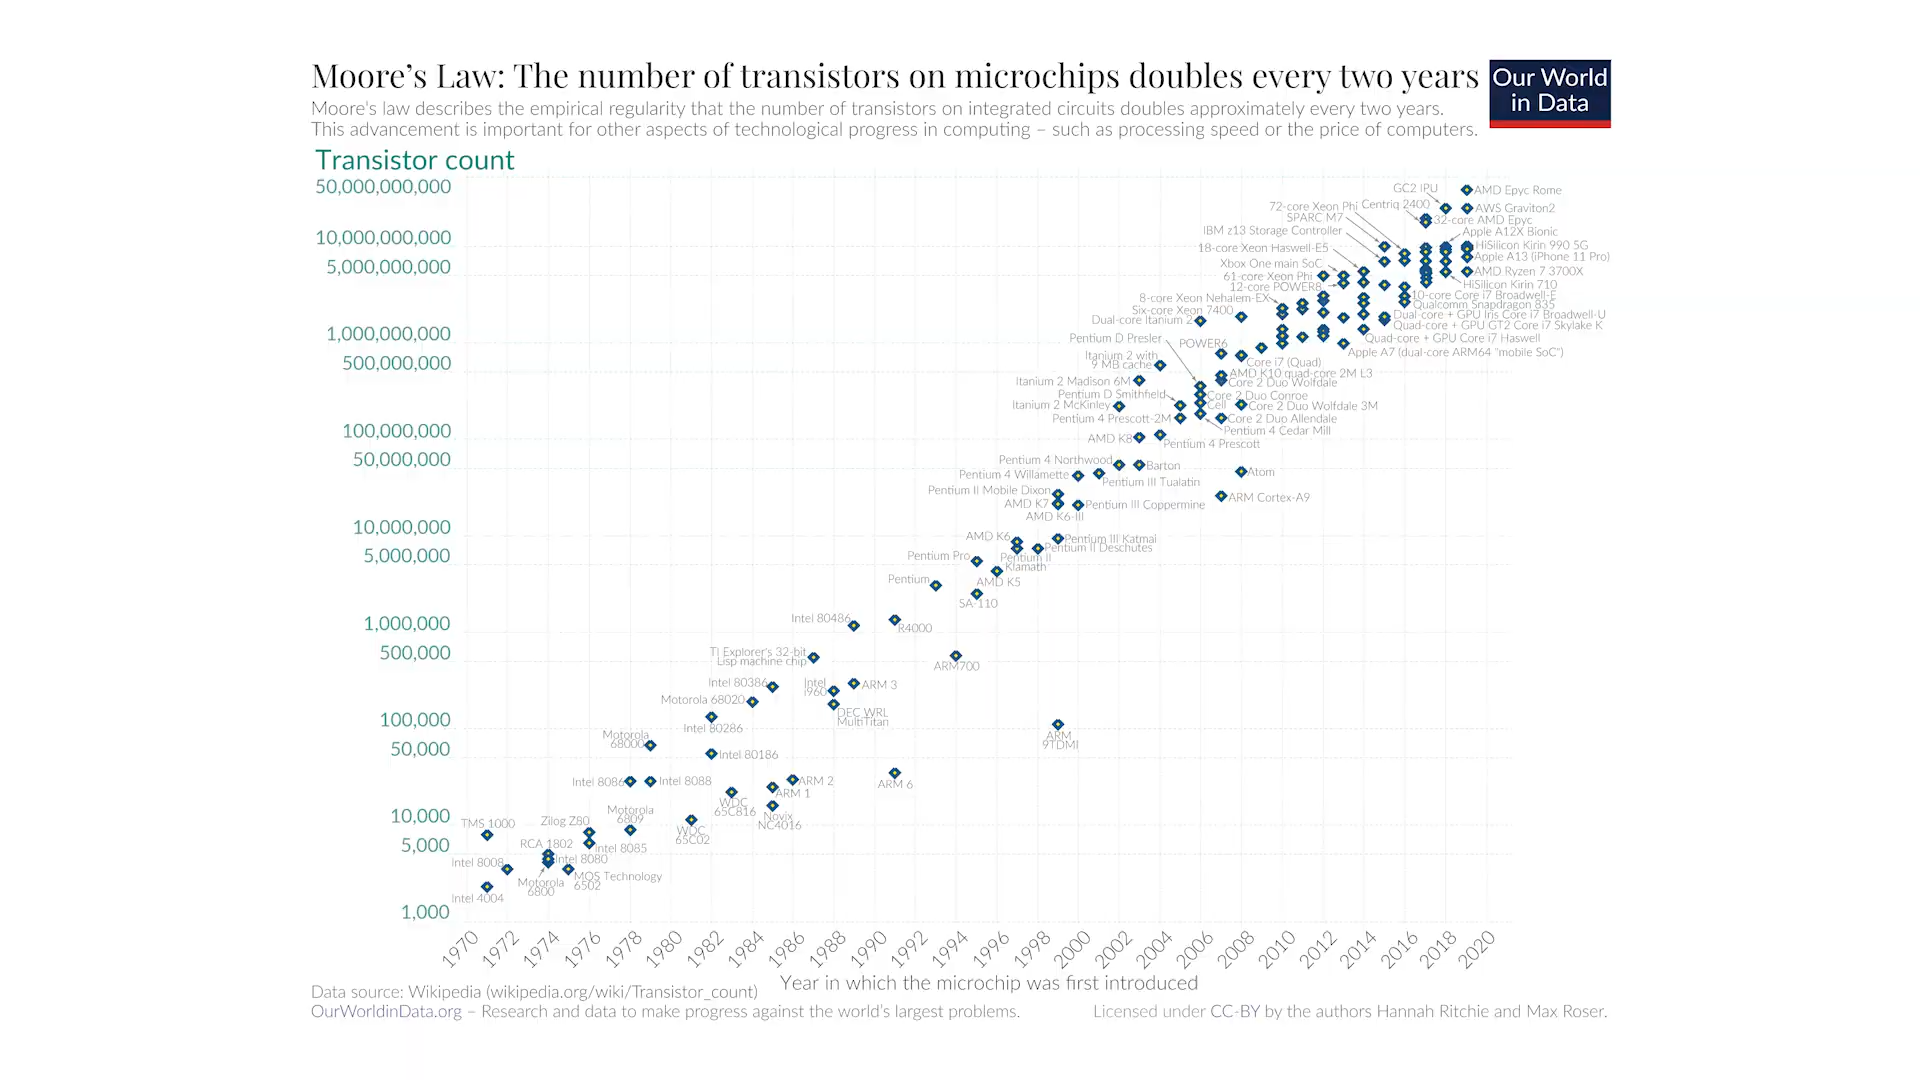 Moore's Law: The number of transistors on microchips doubles every two years
Our World
in Data
Moore's law describes the empirical regularity that the number of transistors on integrated circuits doubles approximately every two years.
This advancement is important for other aspects of technological progress in computing – such as processing speed or the price of computers.
Transistor count
50,000,000,000
10,000,000,000
5,000,000,000
1,000,000,000
500,000,000
100,000,000
50,000,000
10,000,000
5,000,000
1,000,000
500,000
100,000
50,000
10,000
5,000
1,000
GC2 IPU
AMD Epyc Rome
72-core Xeon Phi
Centriq 2400
AWS Graviton2
SPARC M7
32-core AMD Epyc
IBM z13 Storage Controller
Apple A12X Bionic
18-core Xeon Haswell-E5
HiSilicon Kirin 990 5G
Xbox One main SoC
Apple A13 (iPhone 11 Pro)
61-core Xeon Phi
AMD Ryzen 7 3700X
12-core POWER8
HiSilicon Kirin 710
8-core Xeon Nehalem-EX
10-core Core i7 Broadwell-E
Six-core Xeon 7400
Qualcomm Snapdragon 835
Dual-core Itanium 2
Dual-core + GPU Iris Core i7 Broadwell-U
Quad-core + GPU GT2 Core i7 Skylake K
Pentium D Presler
POWER6
Quad-core + GPU Core i7 Haswell
Apple A7 (dual-core ARM64 "mobile SoC")
Itanium 2 with
9 MB cache
Core i7 (Quad)
AMD K10 quad-core 2M L3
Itanium 2 Madison 6M
Core 2 Duo Wolfdale
Pentium D Smithfield
Core 2 Duo Conroe
Itanium 2 McKinley
Cell
Core 2 Duo Wolfdale 3M
Pentium 4 Prescott-2M
Core 2 Duo Allendale
Pentium 4 Cedar Mill
AMD K8
Pentium 4 Prescott
Pentium 4 Northwood
Barton
Pentium 4 Willamette
Pentium III Tualatin
Atom
Pentium II Mobile Dixon
ARM Cortex-A9
AMD K7
Pentium III Coppermine
AMD K6-III
AMD K6
Pentium III Katmai
Pentium II Deschutes
Pentium Pro
Pentium II
Klamath
Pentium
AMD K5
SA-110
Intel 80486
R4000
TI Explorer's 32-bit
Lisp machine chip
ARM700
Intel 80386
Intel
i960
ARM 3
Motorola 68020
DEC WRL
MultiTitan
Intel 80286
Motorola
68000
ARM
9TDMI
Intel 80186
Intel 8086
Intel 8088
ARM 2
ARM 6
ARM 1
WDC
65C816
Novix
NC4016
Motorola
6809
TMS 1000
Zilog Z80
WDC
65C02
RCA 1802
Intel 8085
Intel 8008
Intel 8080
Motorola
6800
MOS Technology
6502
Intel 4004
1970
1972
1974
1976
1978
1980
1982
1984
1986
1988
1990
1992
1994
1996
1998
2000
2002
2004
2006
2008
2010
2012
2014
2016
2018
2020
Year in which the microchip was first introduced
Data source: Wikipedia (wikipedia.org/wiki/Transistor_count)
OurWorldinData.org – Research and data to make progress against the world's largest problems.
Licensed under CC-BY by the authors Hannah Ritchie and Max Roser.